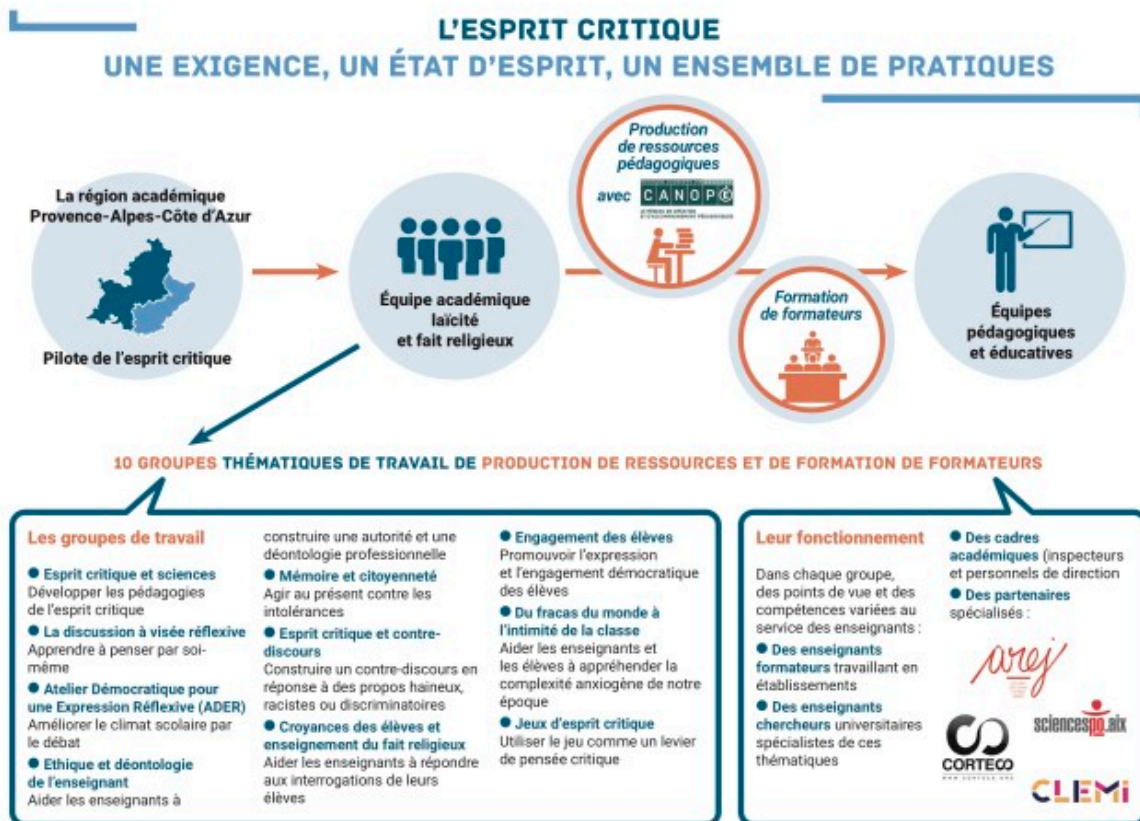 L'ESPRIT CRITIQUE
UNE EXIGENCE, UN ÉTAT D'ESPRIT, UN ENSEMBLE DE PRATIQUES
La région académique
Provence-Alpes-Côte d'Azur
Pilote de l'esprit critique
Équipe académique
laïcité
et fait religieux
Production
de ressources
pédagogiques
avec CANOPÉ
Formation
de formateurs
Équipes
pédagogiques
et éducatives
10 GROUPES THÉMATIQUES DE TRAVAIL DE PRODUCTION DE RESSOURCES ET DE FORMATION DE FORMATEURS
Les groupes de travail
● Esprit critique et sciences
Développer les pédagogies
de l'esprit critique
● La discussion à visée réflexive
Apprendre à penser par soi-
même
● Atelier Démocratique pour
une Expression Réflexive (ADER)
Améliorer le climat scolaire par
le débat
● Ethique et déontologie
de l'enseignant
Aider les enseignants à
construire une autorité et une
déontologie professionnelle
● Mémoire et citoyenneté
Agir au présent contre les
intolérances
● Esprit critique et contre-
discours
Construire un contre-discours en
réponse à des propos haineux,
racistes ou discriminatoires
● Croyances des élèves et
enseignement du fait religieux
Aider les enseignants à répondre
aux interrogations de leurs
élèves
● Engagement des élèves
Promouvoir l'expression
et l'engagement démocratique
des élèves
● Du fracas du monde à
l'intimité de la classe
Aider les enseignants et
les élèves à appréhender la
complexité anxiogène de notre
époque
● Jeux d'esprit critique
Utiliser le jeu comme un levier
de pensée critique
Leur fonctionnement
Dans chaque groupe,
des points de vue et des
compétences variées au
service des enseignants :
● Des enseignants
formateurs travaillant en
établissements
● Des enseignants
chercheurs universitaires
spécialistes de ces
thématiques
● Des cadres
académiques (inspecteurs
et personnels de direction
● Des partenaires
spécialisés :
arej
sciencespo.aix
CORTECO
WWW.CORTECS.ORG
CLEMI